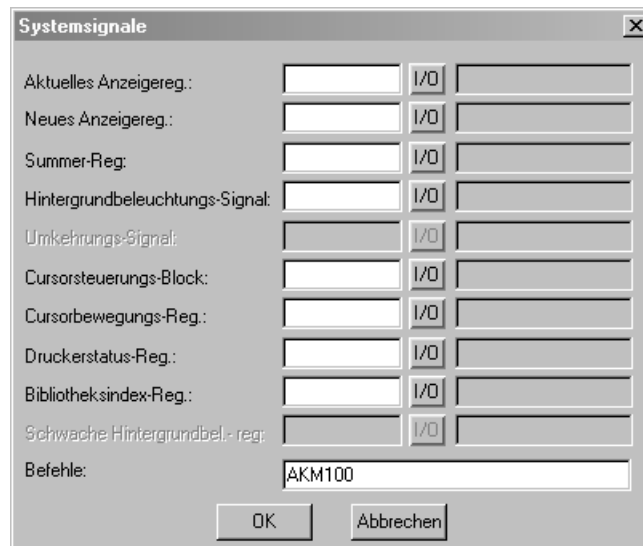 Systemsignale
Aktuelles Anzeigereg.: I/O
Neues Anzeigereg.: I/O
Summer-Reg: I/O
Hintergrundbeleuchtungs-Signal: I/O
Umkehrungs-Signal: I/O
Cursorsteuerungs-Block: I/O
Cursorbewegungs-Reg.: I/O
Druckerstatus-Reg.: I/O
Bibliotheksindex-Reg.: I/O
Schwache Hintergrundbel.- reg: I/O
Befehle: AKM100
OK Abbrechen